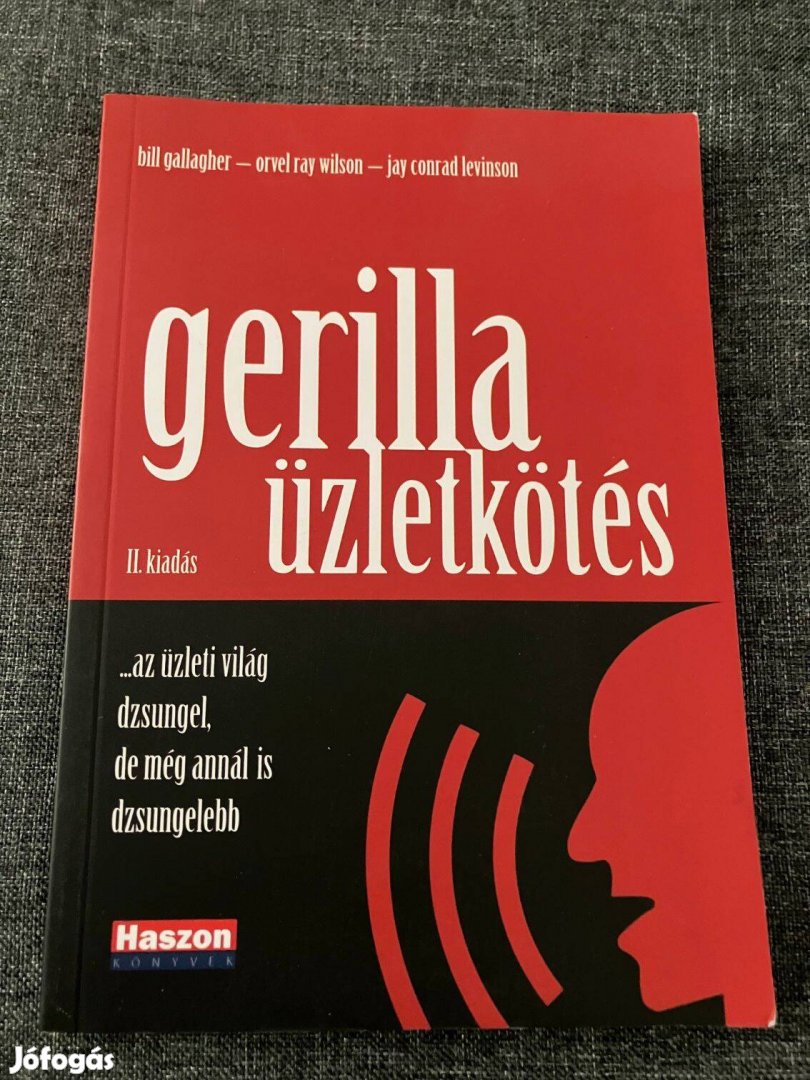 bill gallagher – orvel ray wilson – jay conrad levinson
gerilla
üzletkötés
II. kiadás
...az üzleti világ
dzsungel,
de még annál is
dzsungelebb
Haszon
KÖNYVEK
Jófogás